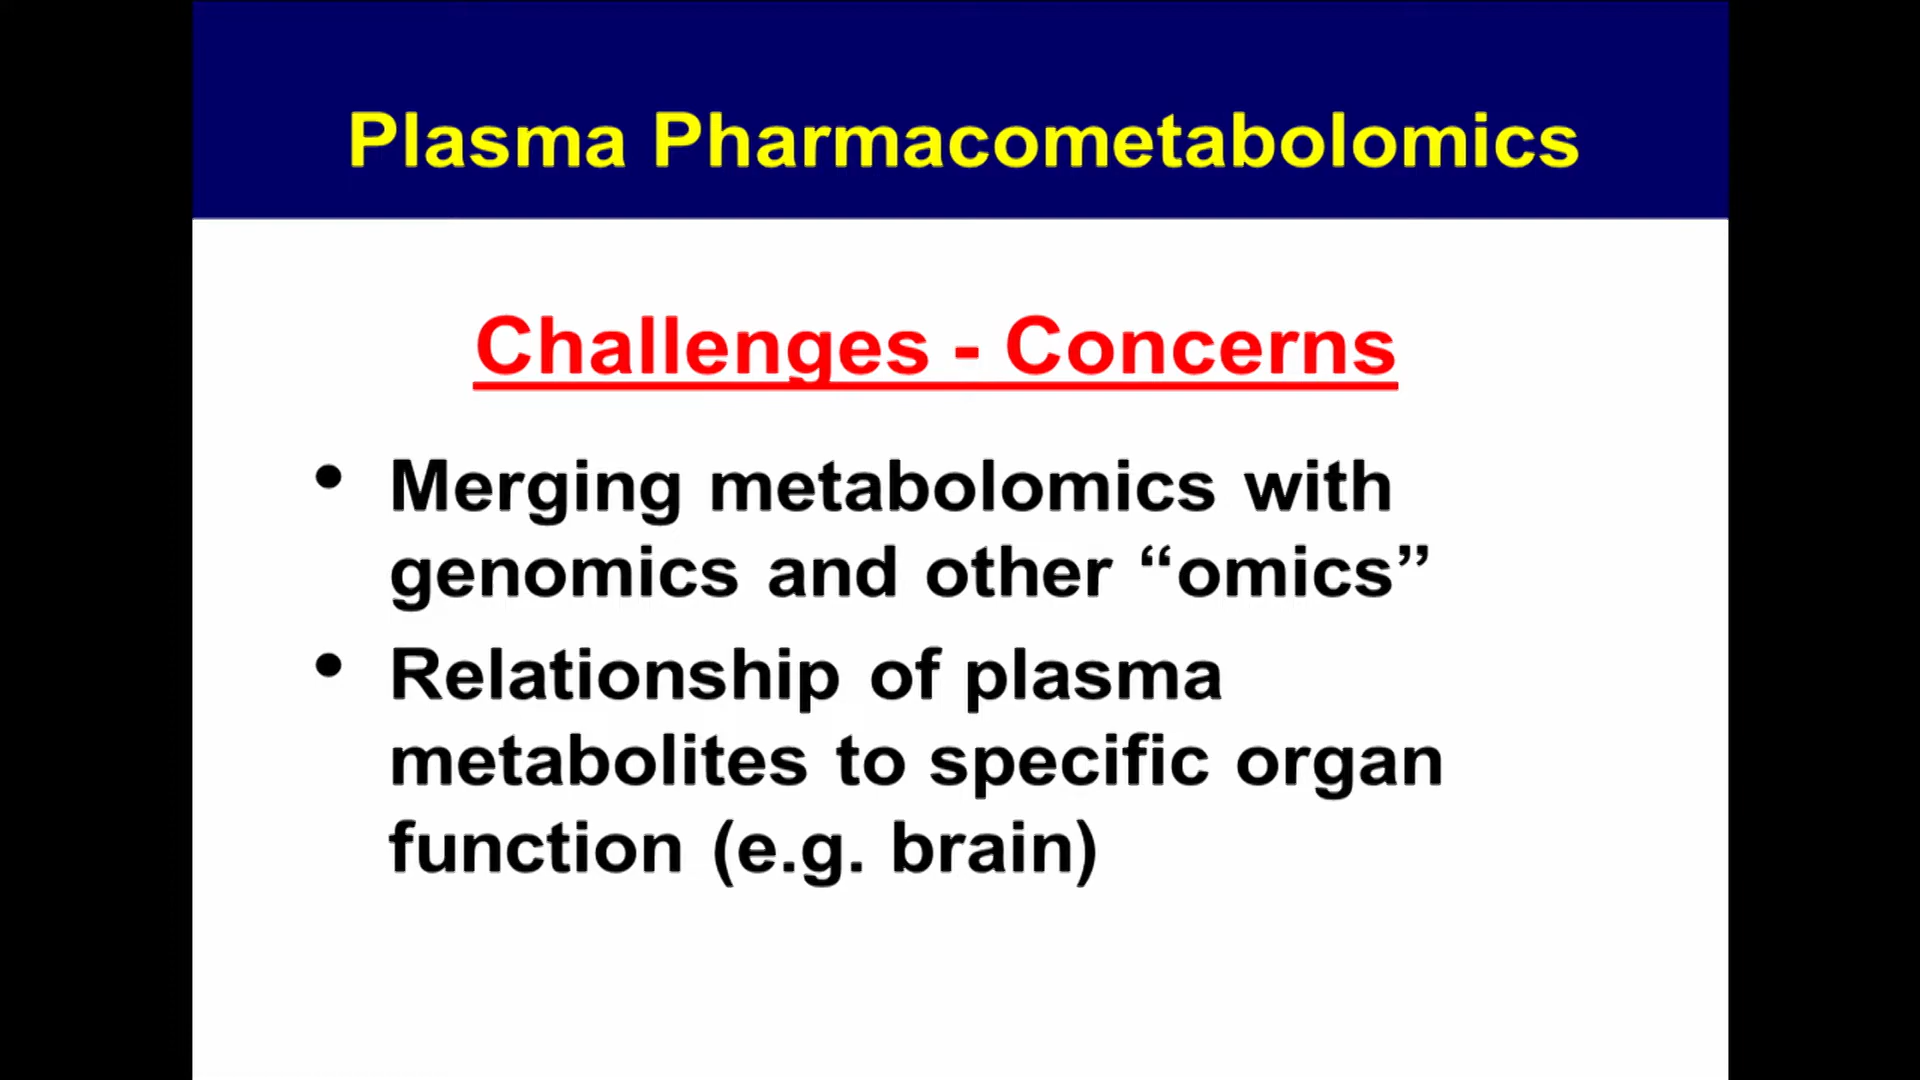 Plasma Pharmacometabolomics
Challenges - Concerns
• Merging metabolomics with
genomics and other “omics”
• Relationship of plasma
metabolites to specific organ
function (e.g. brain)